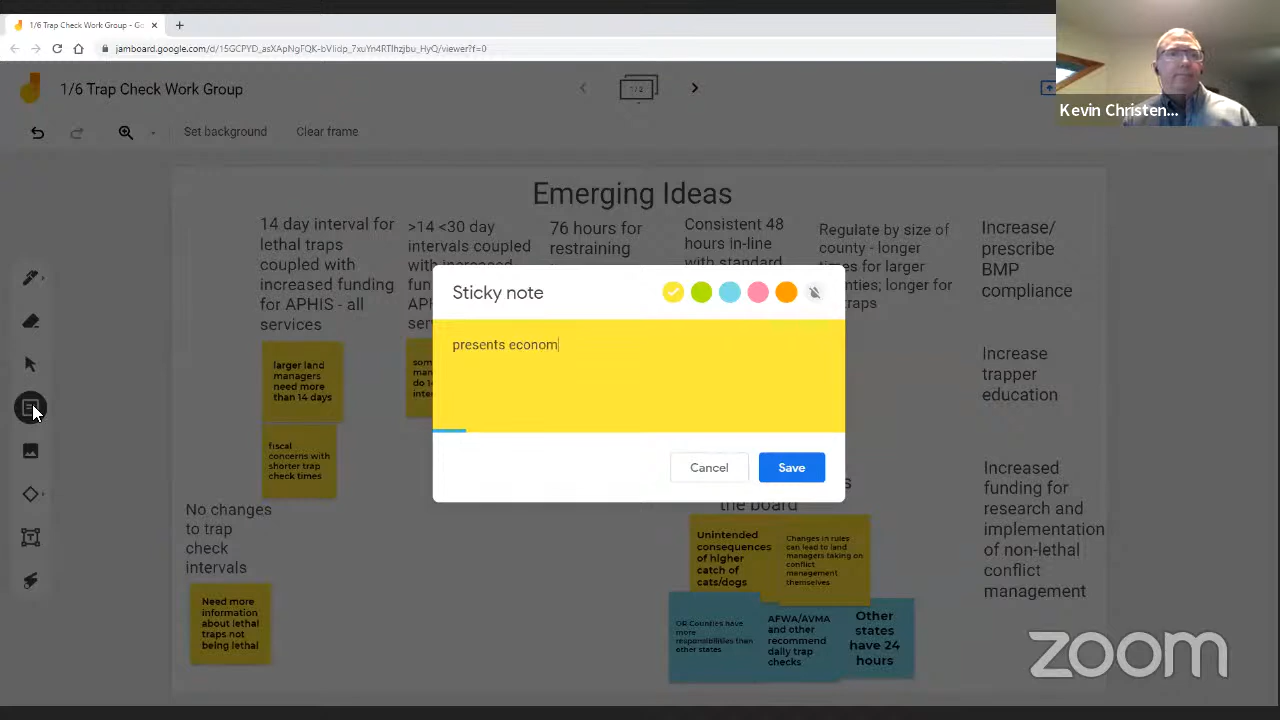 1/6 Trap Check Work Group - Go
jamboard.google.com/d/15GCPYD_asXApNgFQK-bVIidp_7xuYn4RTlhzjbu_HyQ/viewer?f=0
1/6 Trap Check Work Group
1 / 2
Kevin Christen...
Set background
Clear frame
Emerging Ideas
14 day interval for
lethal traps
coupled with
increased funding
for APHIS - all
services
>14 <30 day
intervals coupled
with increased
76 hours for
restraining
Consistent 48
hours in-line
with standard
Regulate by size of
county - longer
times for larger
longer for
traps
Increase/
prescribe
BMP
compliance
Sticky note
presents econom
Cancel
Save
larger land
managers
need more
than 14 days
fiscal
concerns with
shorter trap
check times
Increase
trapper
education
No changes
to trap
check
intervals
Need more
information
about lethal
traps not
being lethal
the board
Unintended
consequences
of higher
catch of
cats/dogs
Changes in rules
can lead to land
managers taking on
conflict
management
themselves
OR Counties have
more
responsibilities than
other states
AFWA/AVMA
and other
recommend
daily trap
checks
Other
states
have 24
hours
Increased
funding for
research and
implementation
of non-lethal
conflict
management
zoom